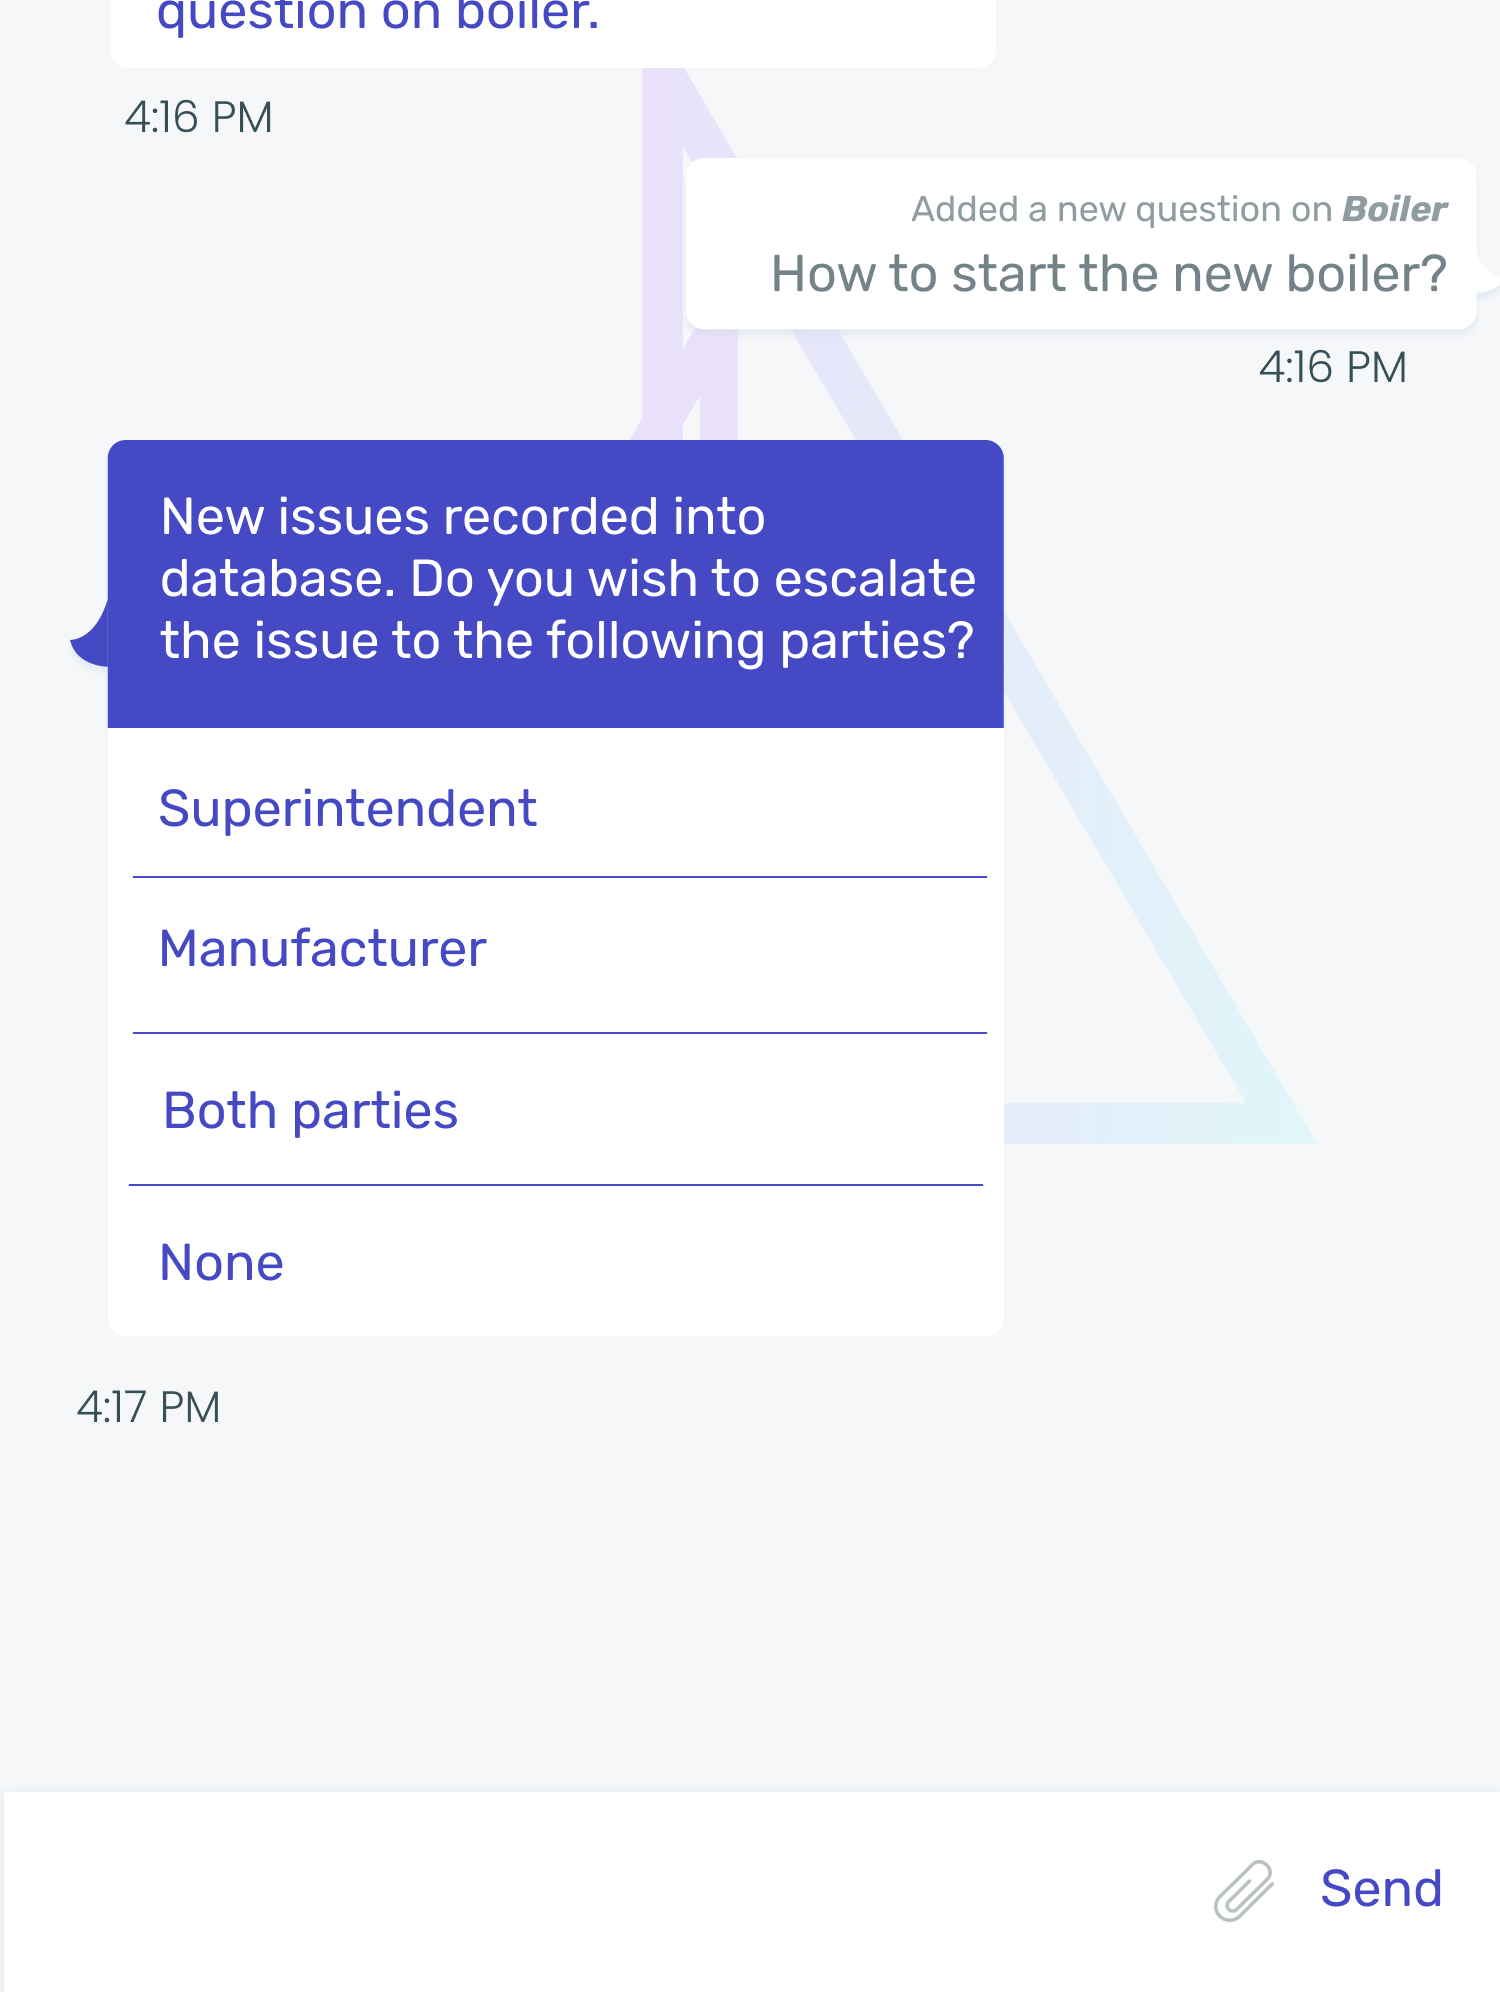 question on boiler.
4:16 PM
Added a new question on Boiler
How to start the new boiler?
4:16 PM
New issues recorded into
database. Do you wish to escalate
the issue to the following parties?
Superintendent
Manufacturer
Both parties
None
4:17 PM
Send